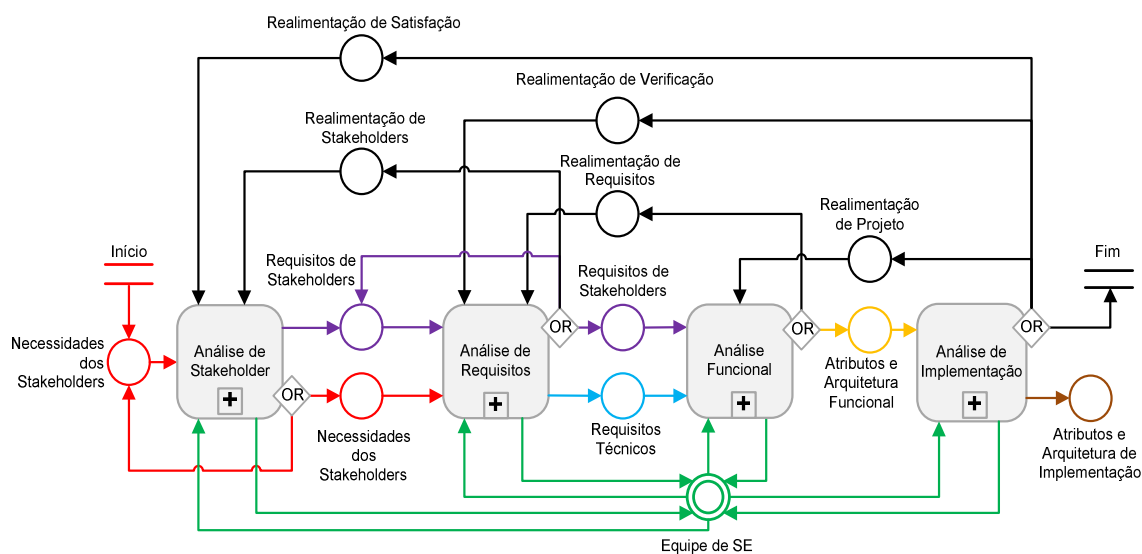 Realimentação de Satisfação
Realimentação de Verificação
Realimentação de
Stakeholders
Realimentação de
Requisitos
Realimentação
de Projeto
Início
Requisitos de
Stakeholders
Requisitos de
Stakeholders
Fim
Necessidades
dos
Stakeholders
Análise de
Stakeholder
OR
Análise de
Requisitos
OR
Análise
Funcional
OR
Atributos e
Arquitetura
Funcional
Análise de
Implementação
OR
Necessidades
dos
Stakeholders
Requisitos
Técnicos
Atributos e
Arquitetura de
Implementação
Equipe de SE